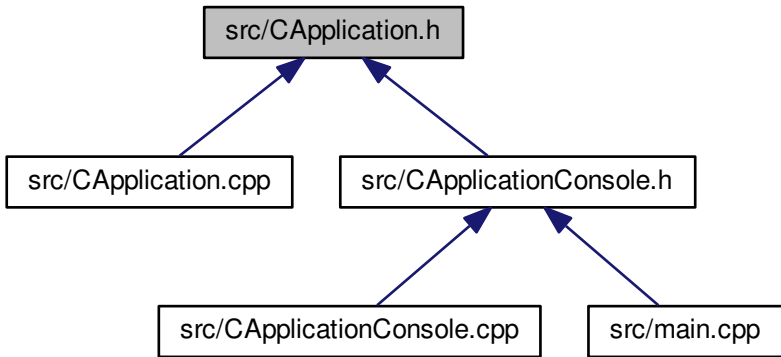 src/CApplication.h
src/CApplication.cpp
src/CApplicationConsole.h
src/CApplicationConsole.cpp
src/main.cpp